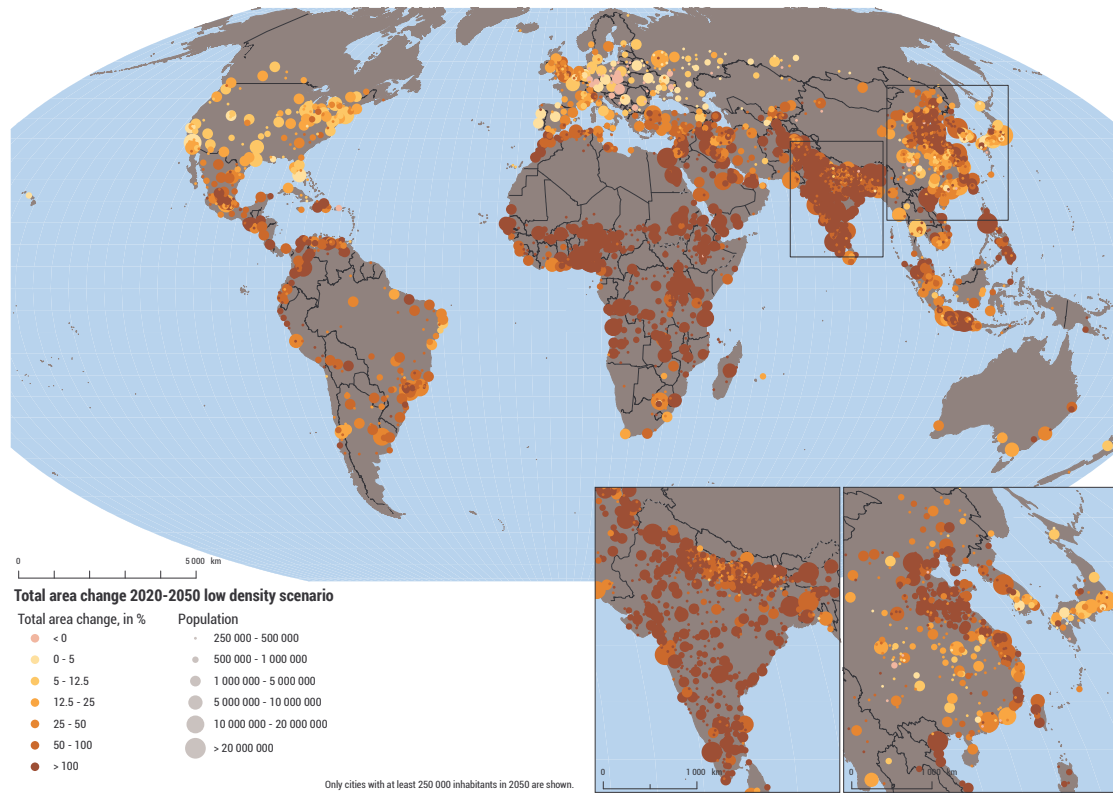 0 5 000 km
Total area change 2020-2050 low density scenario
Total area change, in %
< 0
0 - 5
5 - 12.5
12.5 - 25
25 - 50
50 - 100
> 100
Population
250 000 - 500 000
500 000 - 1 000 000
1 000 000 - 5 000 000
5 000 000 - 10 000 000
10 000 000 - 20 000 000
> 20 000 000
Only cities with at least 250 000 inhabitants in 2050 are shown.
0 1 000 km
0 1 000 km